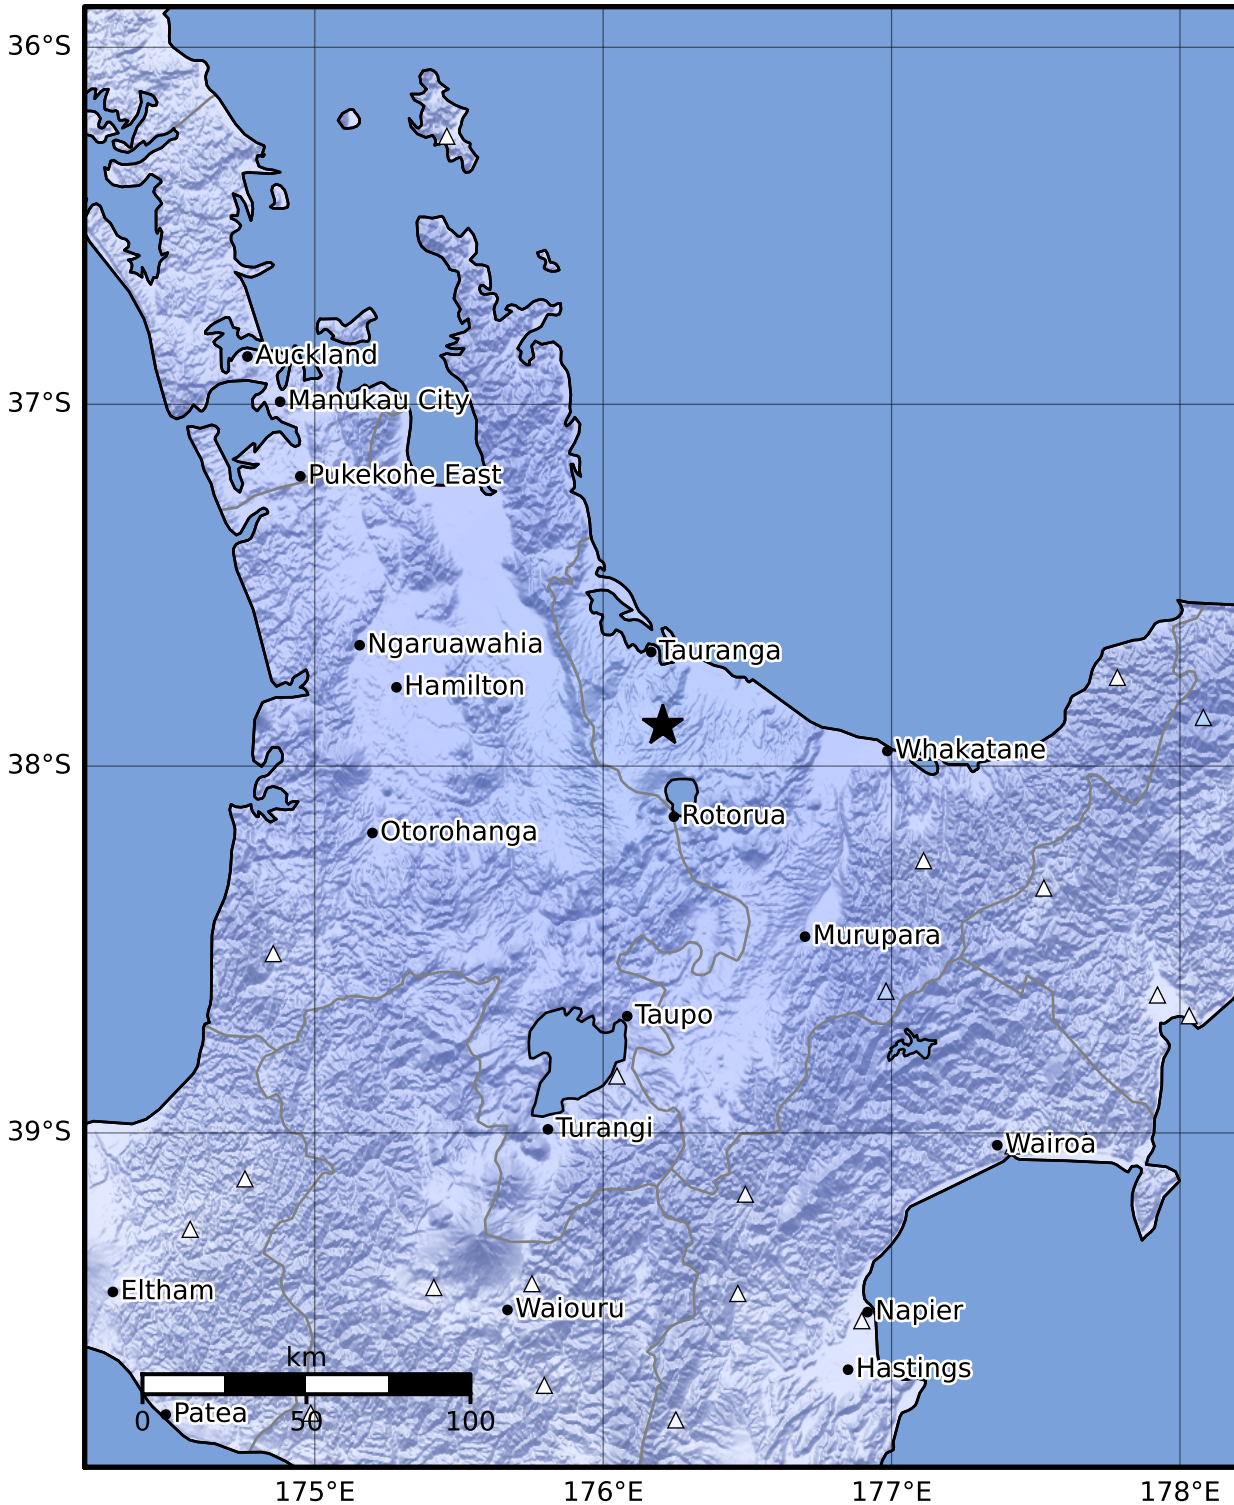 36°S
Auckland
37°S
Manukau City
Pukekohe East
Ngaruawahia
Tauranga
Hamilton
Whakatane
38°S
Rotorua
Otorohanga
Murupara
Taupo
Turangi
39°S
Wairoa
Eltham
Waiouru
Napier
km
Hastings
Patea
0 50 100
175°E 176°E 177°E 178°E